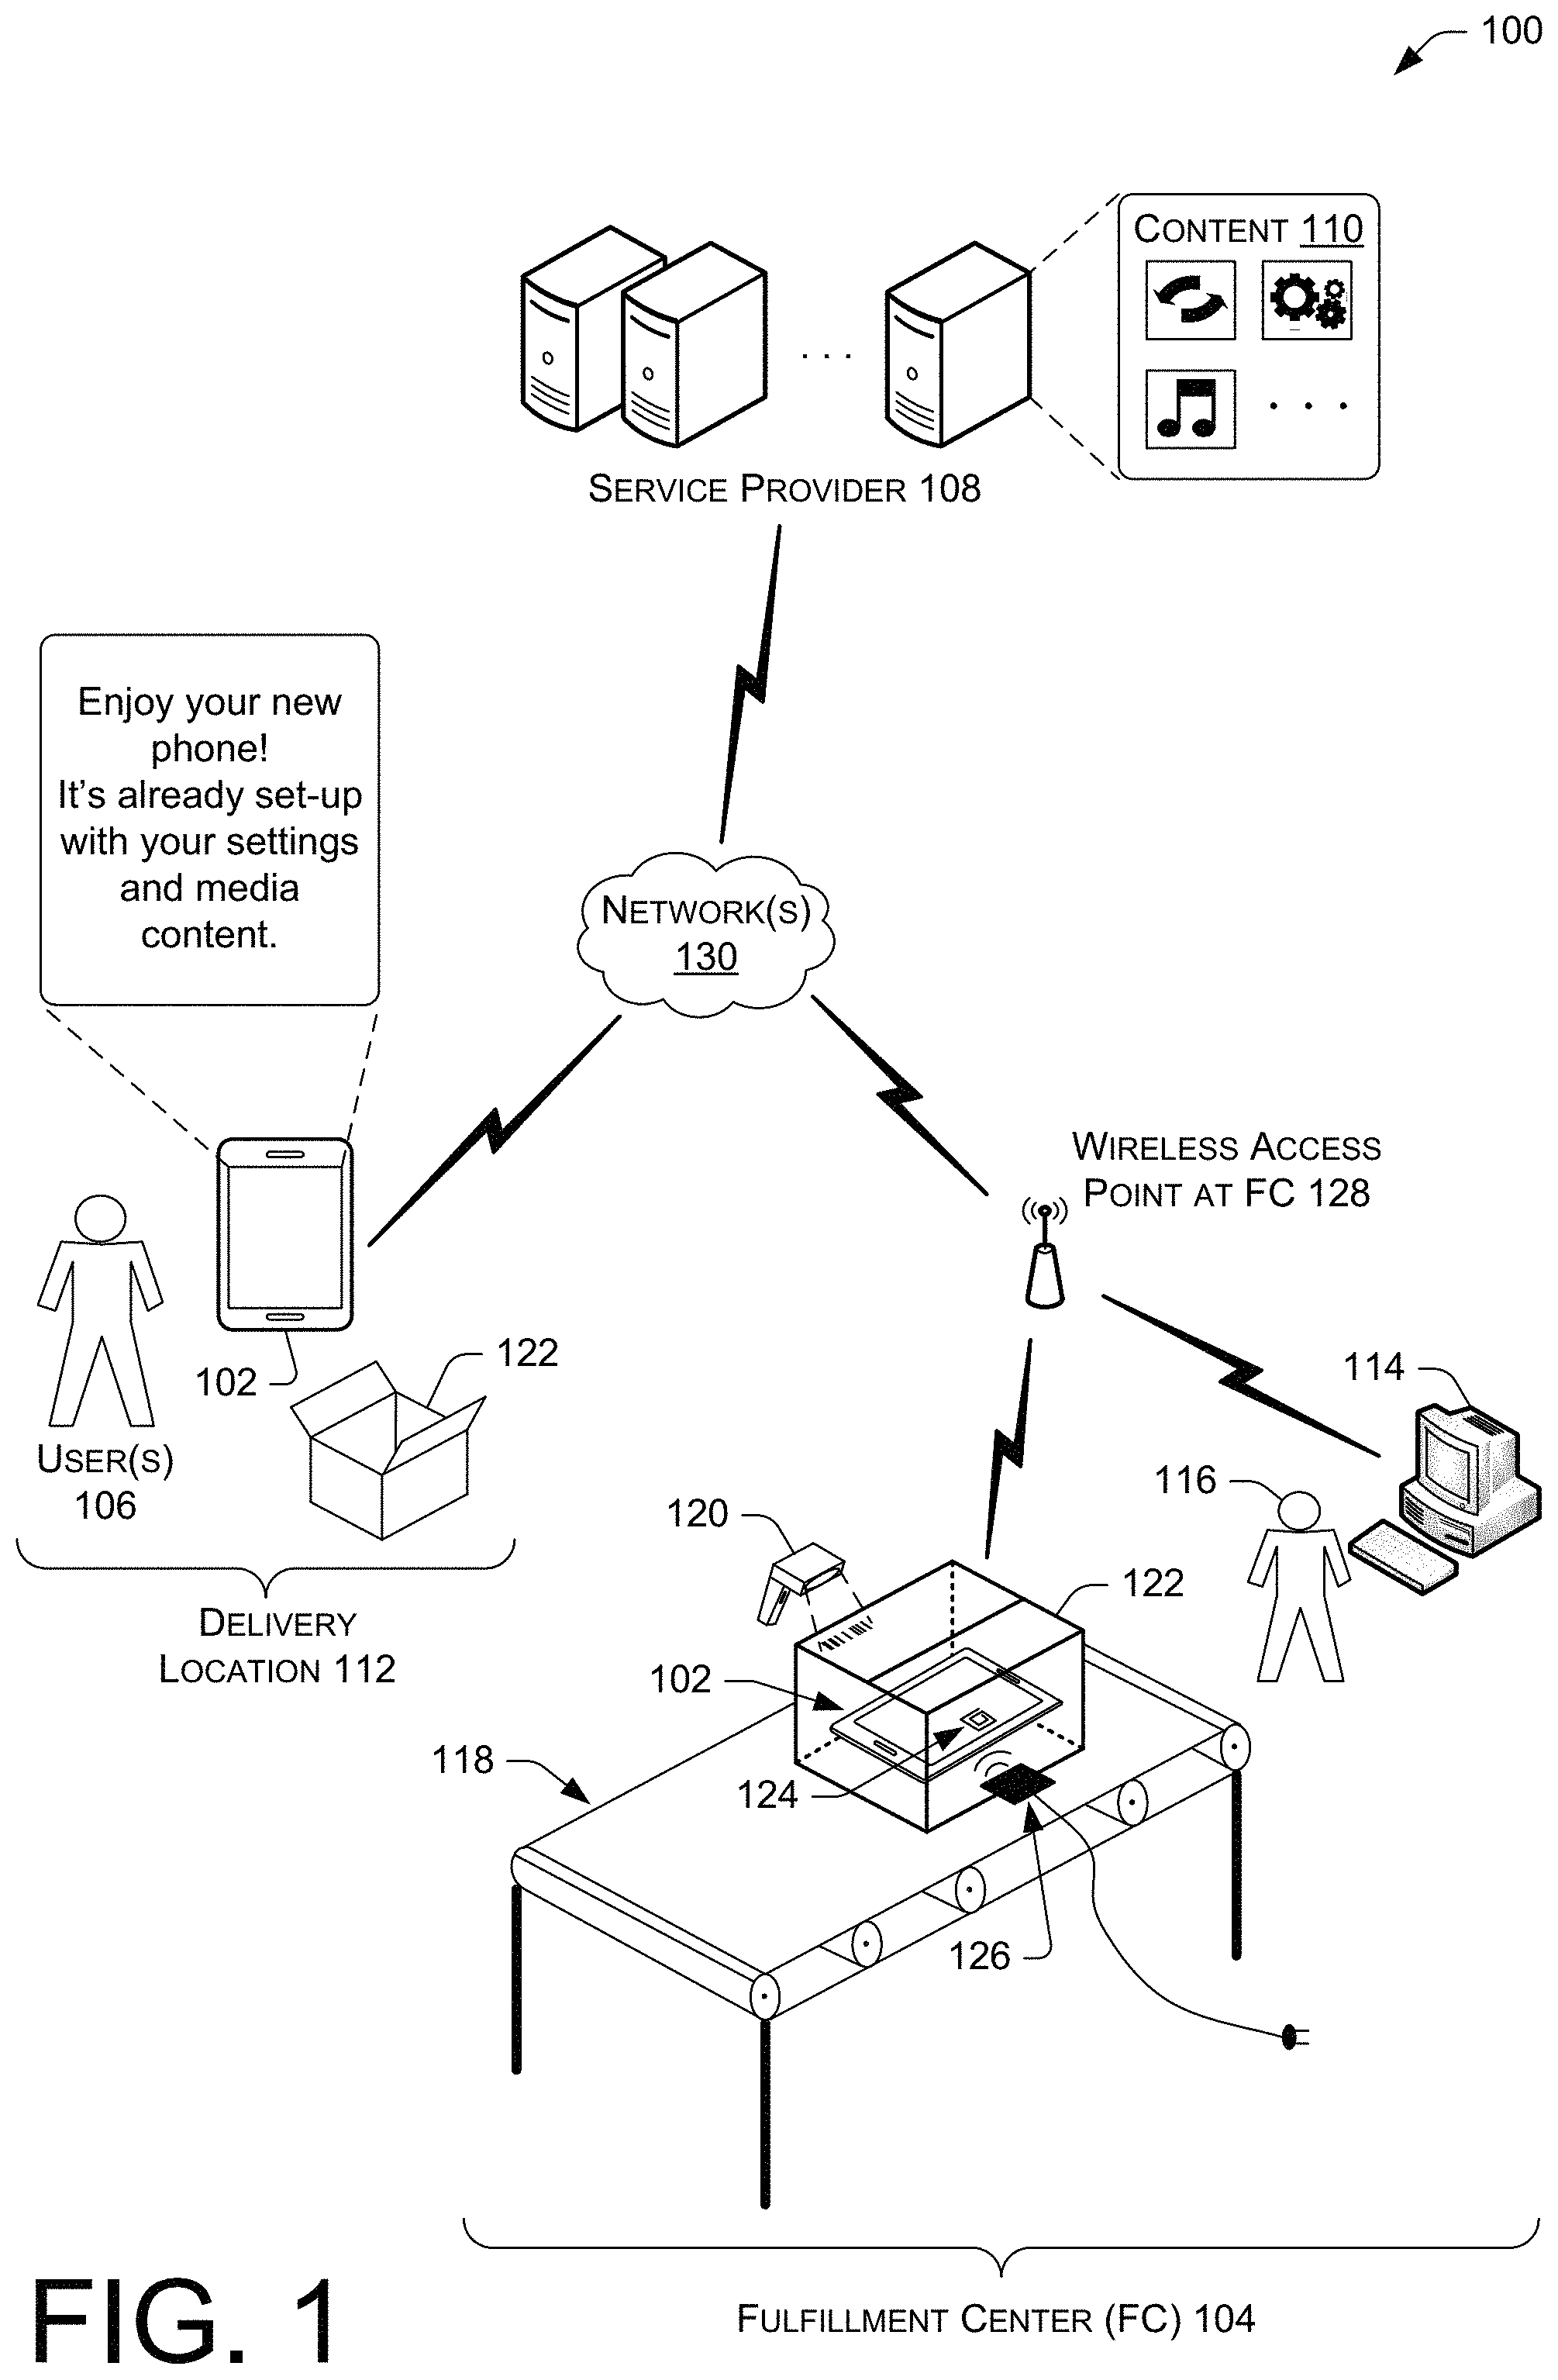 100
CONTENT 110
SERVICE PROVIDER 108
Enjoy your new
phone!
It's already set-up
with your settings
and media
content.
NETWORK(S)
130
WIRELESS ACCESS
POINT AT FC 128
102
122
USER(S)
106
DELIVERY
LOCATION 112
114
116
120
122
102
118
124
126
FULFILLMENT CENTER (FC) 104
FIG. 1